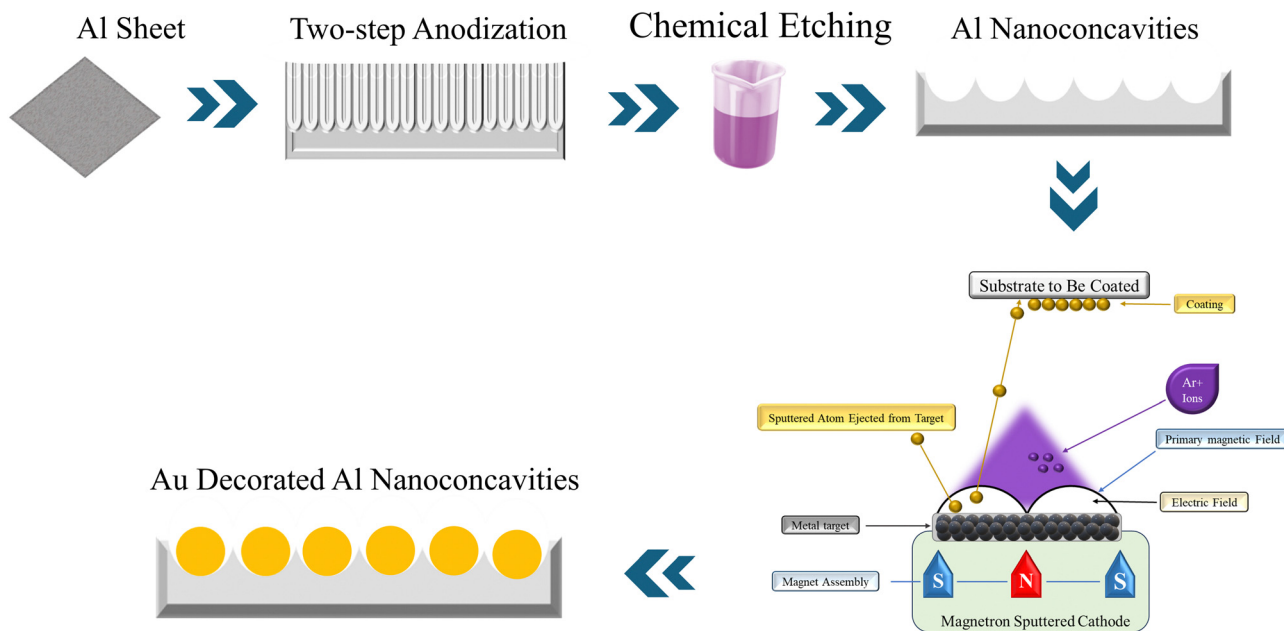 Al Sheet
Two-step Anodization
Chemical Etching
Al Nanoconcavities
Substrate to Be Coated
Coating
Ar+
Ions
Sputtered Atom Ejected from Target
Primary magnetic Field
Electric Field
Metal target
Magnet Assembly
S
N
S
Magnetron Sputtered Cathode
Au Decorated Al Nanoconcavities